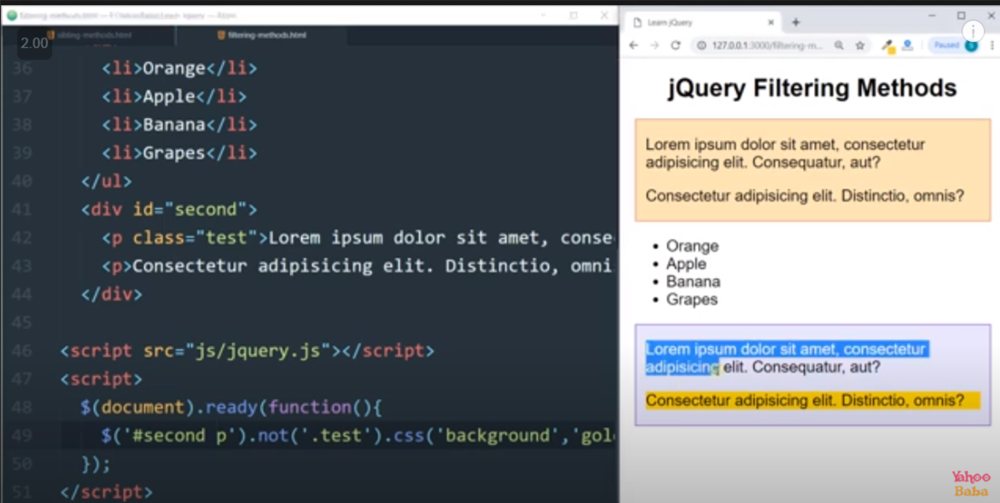 filtering-methods.html — F:\YahooBaba\Learn Jquery — Atom
sibling-methods.html
filtering-methods.html
2.00
36 <li>Orange</li>
37 <li>Apple</li>
38 <li>Banana</li>
39 <li>Grapes</li>
40 </ul>
41 <div id="second">
42 <p class="test">Lorem ipsum dolor sit amet, conse
43 <p>Consectetur adipisicing elit. Distinctio, omni
44 </div>
45
46 <script src="js/jquery.js"></script>
47 <script>
48 $(document).ready(function(){
49 $('#second p').not('.test').css('background','gol
50 });
51 </script>
Learn jQuery
127.0.0.1:3000/filtering-m...
Paused
jQuery Filtering Methods
Lorem ipsum dolor sit amet, consectetur
adipisicing elit. Consequatur, aut?
Consectetur adipisicing elit. Distinctio, omnis?
• Orange
• Apple
• Banana
• Grapes
Lorem ipsum dolor sit amet, consectetur
adipisicing elit. Consequatur, aut?
Consectetur adipisicing elit. Distinctio, omnis?
Yahoo
Baba